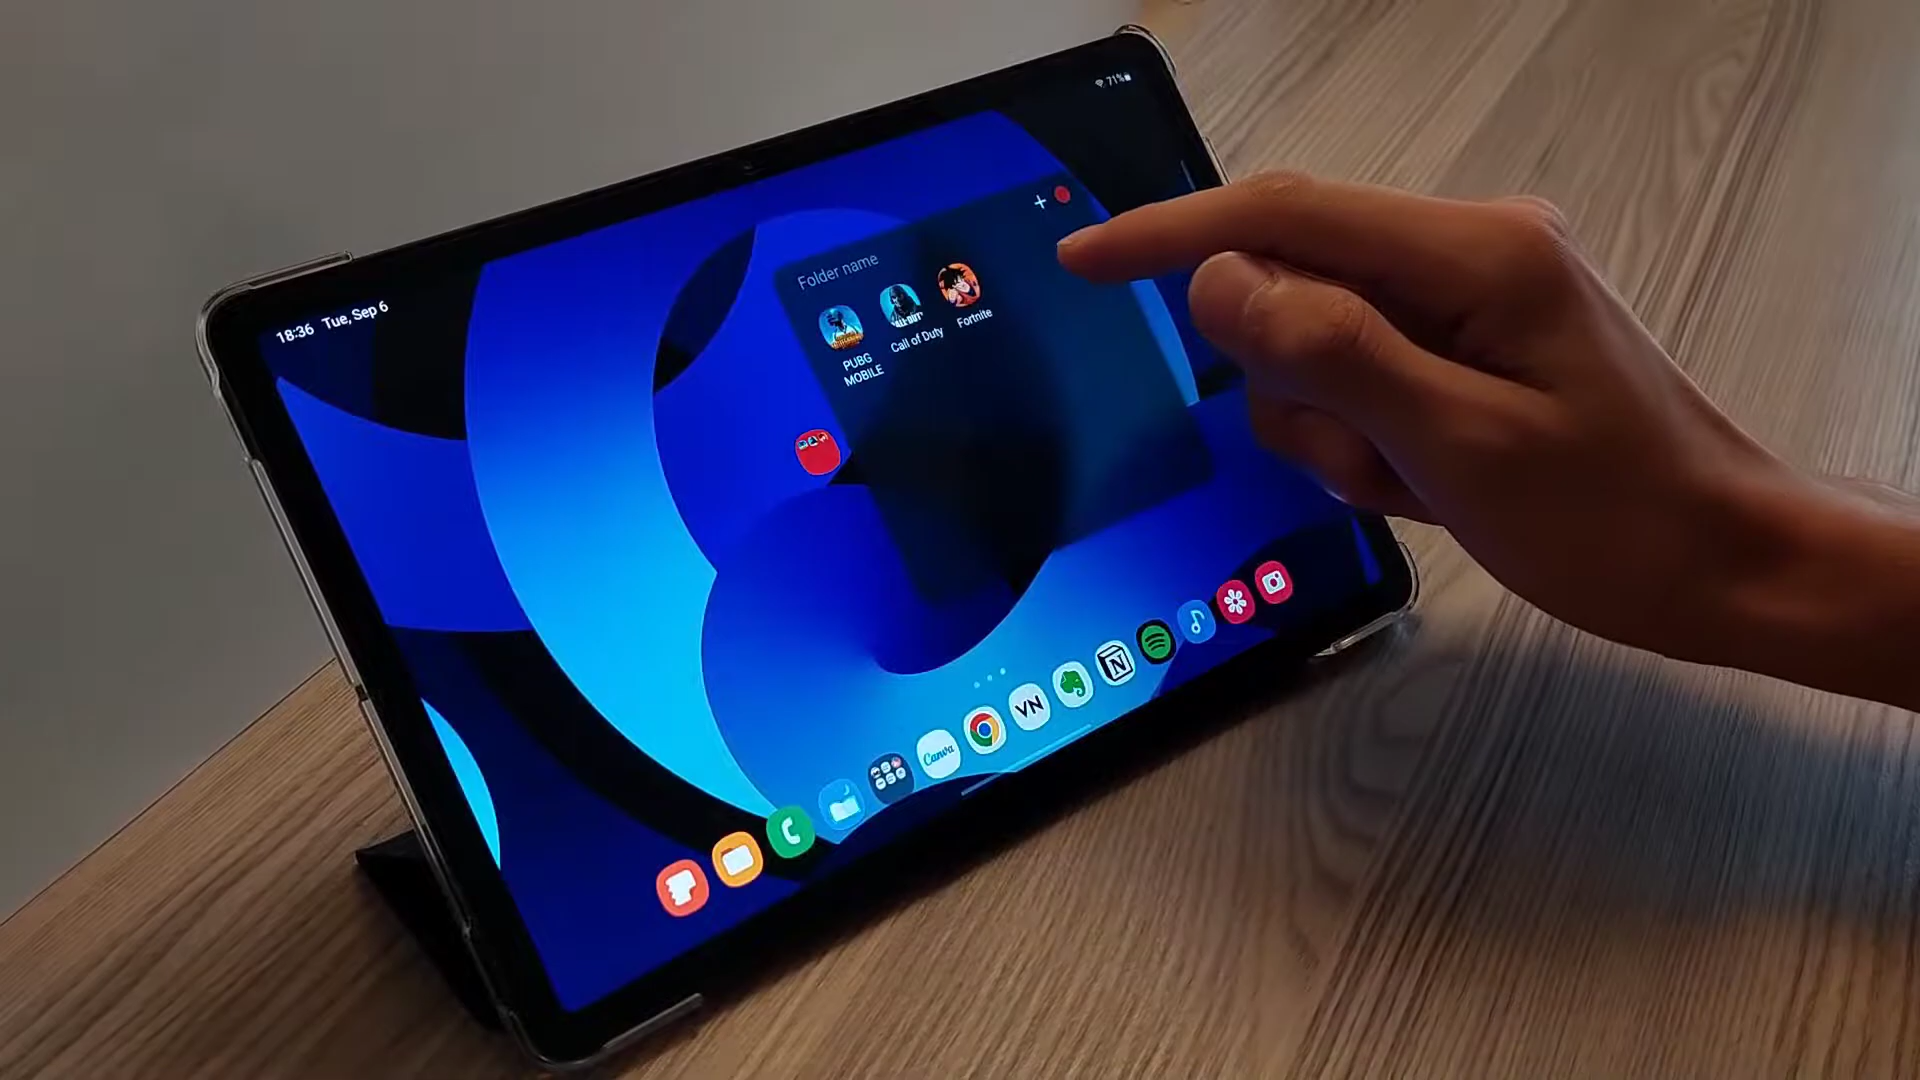 71%
18:36 Tue, Sep 6
+
Folder name
PUBG
MOBILE
Call of Duty
Fortnite
Canva
VN
N